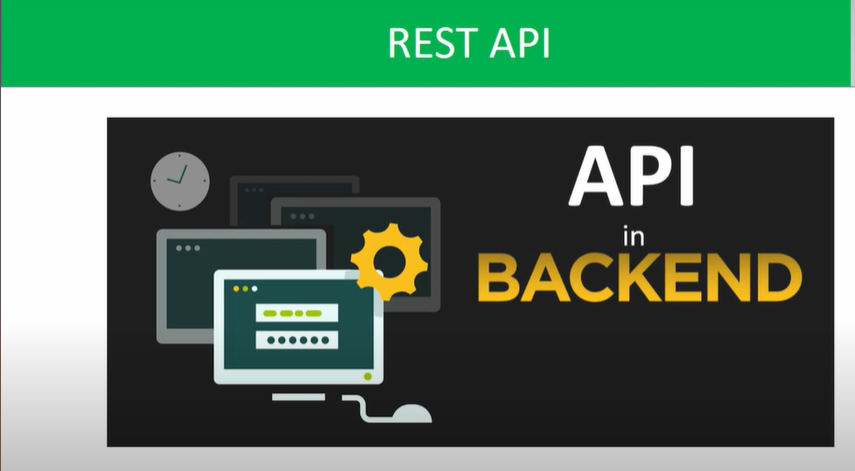 REST API
API
in
BACKEND